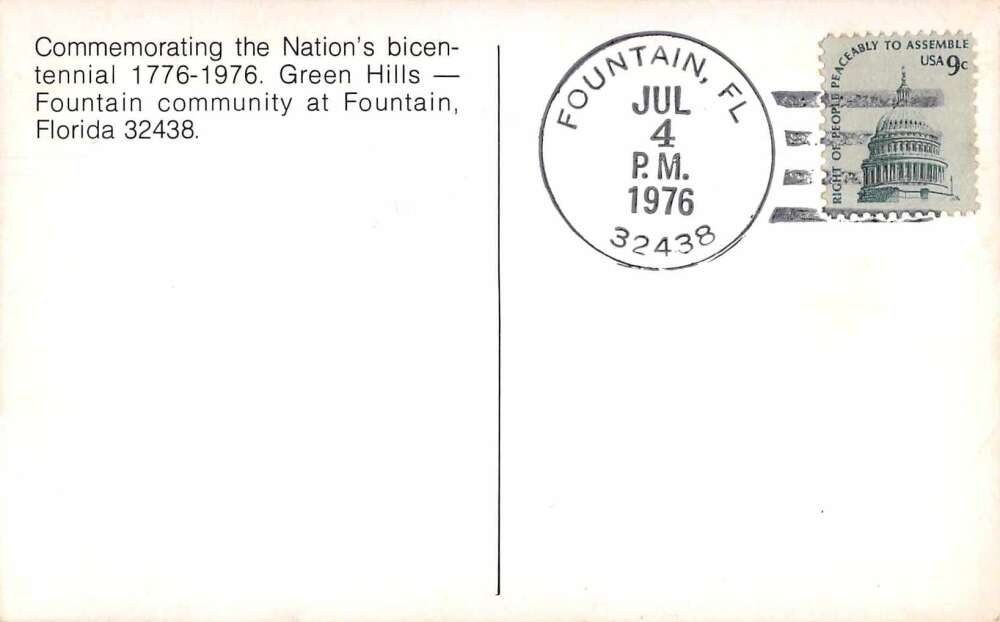 Commemorating the Nation's bicen-
tennial 1776-1976. Green Hills —
Fountain community at Fountain,
Florida 32438.
FOUNTAIN, FL
JUL
4
P.M.
1976
32438
RIGHT OF PEOPLE PEACEABLY TO ASSEMBLE
USA 9c